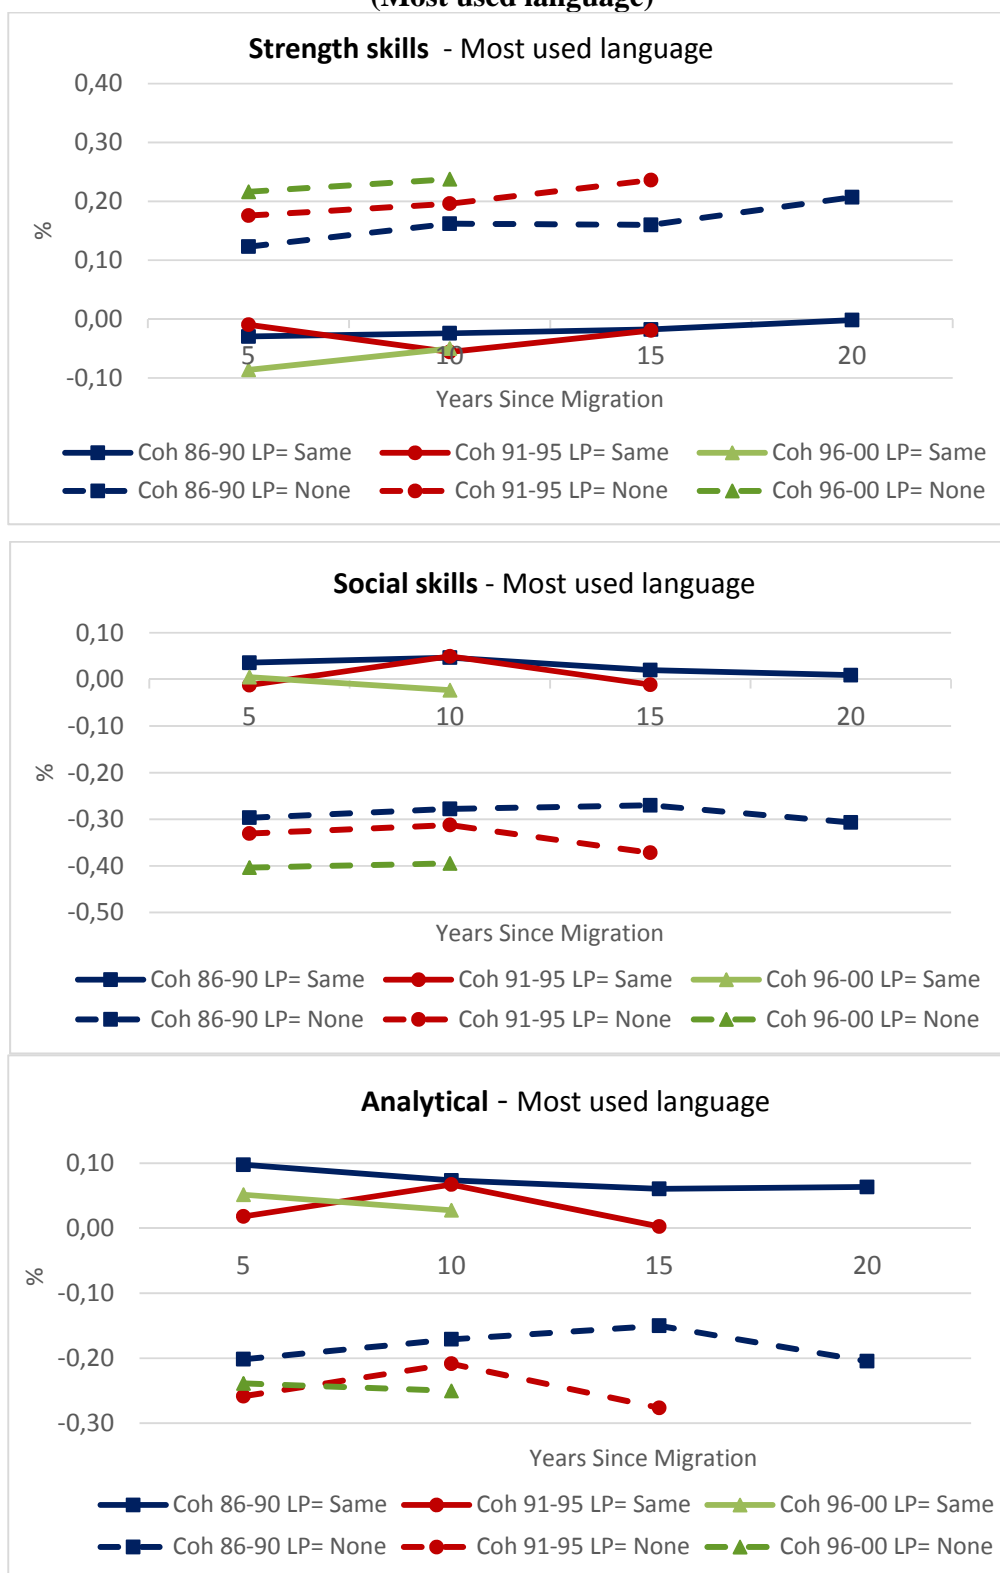 (Most used language)
Strength skills - Most used language
0,40
0,30
0,20
0,10
0,00
-0,10
%
5 10 15 20
Years Since Migration
Coh 86-90 LP= Same Coh 91-95 LP= Same Coh 96-00 LP= Same
Coh 86-90 LP= None Coh 91-95 LP= None Coh 96-00 LP= None
Social skills - Most used language
0,10
0,00
-0,10
-0,20
-0,30
-0,40
-0,50
%
5 10 15 20
Years Since Migration
Coh 86-90 LP= Same Coh 91-95 LP= Same Coh 96-00 LP= Same
Coh 86-90 LP= None Coh 91-95 LP= None Coh 96-00 LP= None
Analytical - Most used language
0,10
0,00
-0,10
-0,20
-0,30
%
5 10 15 20
Years Since Migration
Coh 86-90 LP= Same Coh 91-95 LP= Same Coh 96-00 LP= Same
Coh 86-90 LP= None Coh 91-95 LP= None Coh 96-00 LP= None